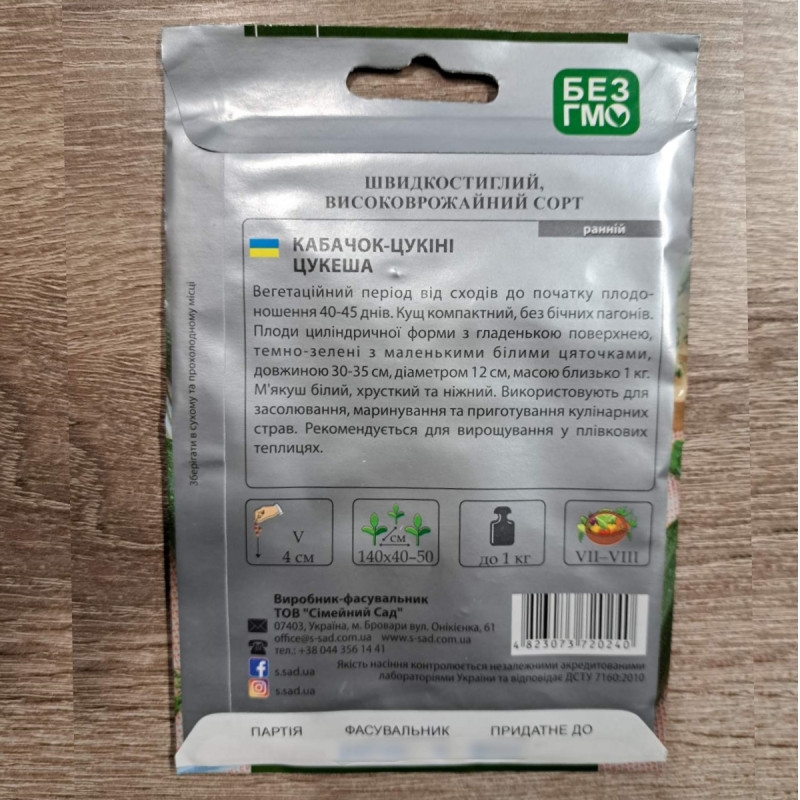 БЕЗ
ГМО
ШВИДКОСТИГЛИЙ,
ВИСОКОВРОЖАЙНИЙ СОРТ
ранній
КАБАЧОК-ЦУКІНІ
ЦУКЕША
Вегетаційний період від сходів до початку плодо-
ношення 40-45 днів. Кущ компактний, без бічних пагонів.
Плоди циліндричної форми з гладенькою поверхнею,
темно-зелені з маленькими білими цяточками,
довжиною 30-35 см, діаметром 12 см, масою близько 1 кг.
М'якуш білий, хрусткий та ніжний. Використовують для
засолювання, маринування та приготування кулінарних
страв. Рекомендується для вирощування у плівкових
теплицях.
Зберігати в сухому та прохолодному місці
V
4 см
см
140х40–50
до 1 кг
VII–VIII
Виробник-фасувальник
ТОВ "Сімейний Сад"
07403, Україна, м. Бровари вул. Онікієнка, 61
office@s-sad.com.ua www.s-sad.com.ua
тел.: +38 044 356 14 41
s.sad.ua
s.sad.ua
4 823073 720240
Якість насіння контролюється незалежними акредитованими
лабораторіями України та відповідає ДСТУ 7160:2010
ПАРТІЯ ФАСУВАЛЬНИК ПРИДАТНЕ ДО